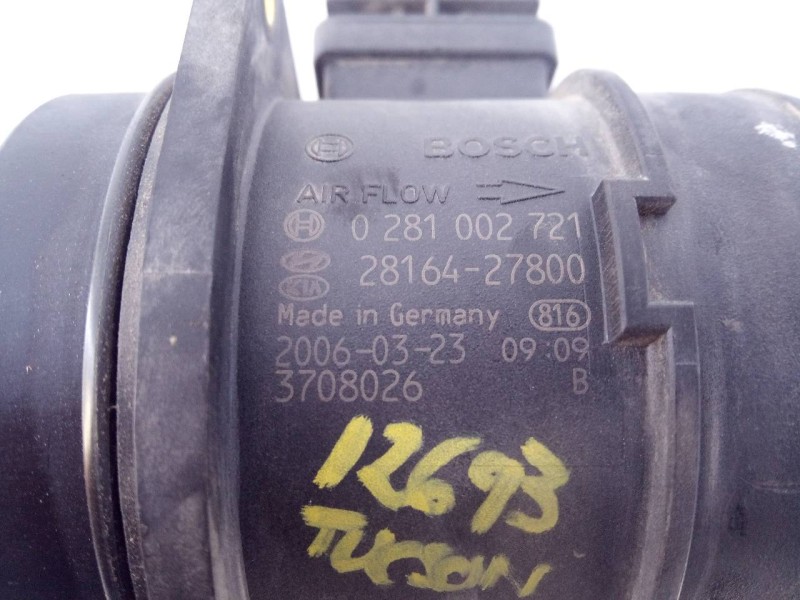 BOSCH
AIR FLOW
0 281 002 721
28164-27800
KIA
Made in Germany 816
2006-03-23 09:09
3708026 B
12693
TUCSON